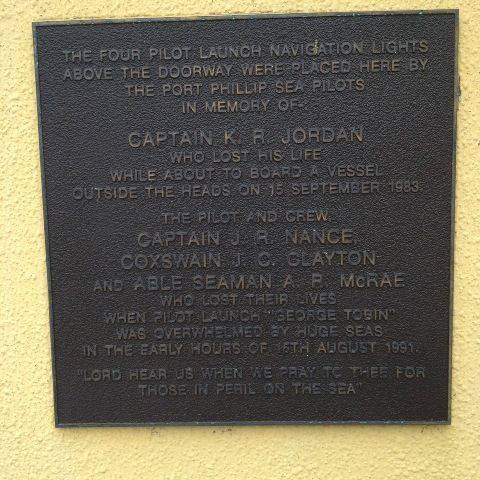 THE FOUR PILOT LAUNCH NAVIGATION LIGHTS
ABOVE THE DOORWAY WERE PLACED HERE BY
THE PORT PHILLIP SEA PILOTS
IN MEMORY OF-:
CAPTAIN K. R. JORDAN
WHO LOST HIS LIFE
WHILE ABOUT TO BOARD A VESSEL
OUTSIDE THE HEADS ON 15 SEPTEMBER 1983.
THE PILOT AND CREW,
CAPTAIN J. R. NANCE,
COXSWAIN J. C. CLAYTON
AND ABLE SEAMAN A. R. McRAE
WHO LOST THEIR LIVES
WHEN PILOT LAUNCH "GEORGE TOBIN"
WAS OVERWHELMED BY HUGE SEAS
IN THE EARLY HOURS OF 16TH AUGUST 1991.
"LORD HEAR US WHEN WE PRAY TO THEE FOR
THOSE IN PERIL ON THE SEA"